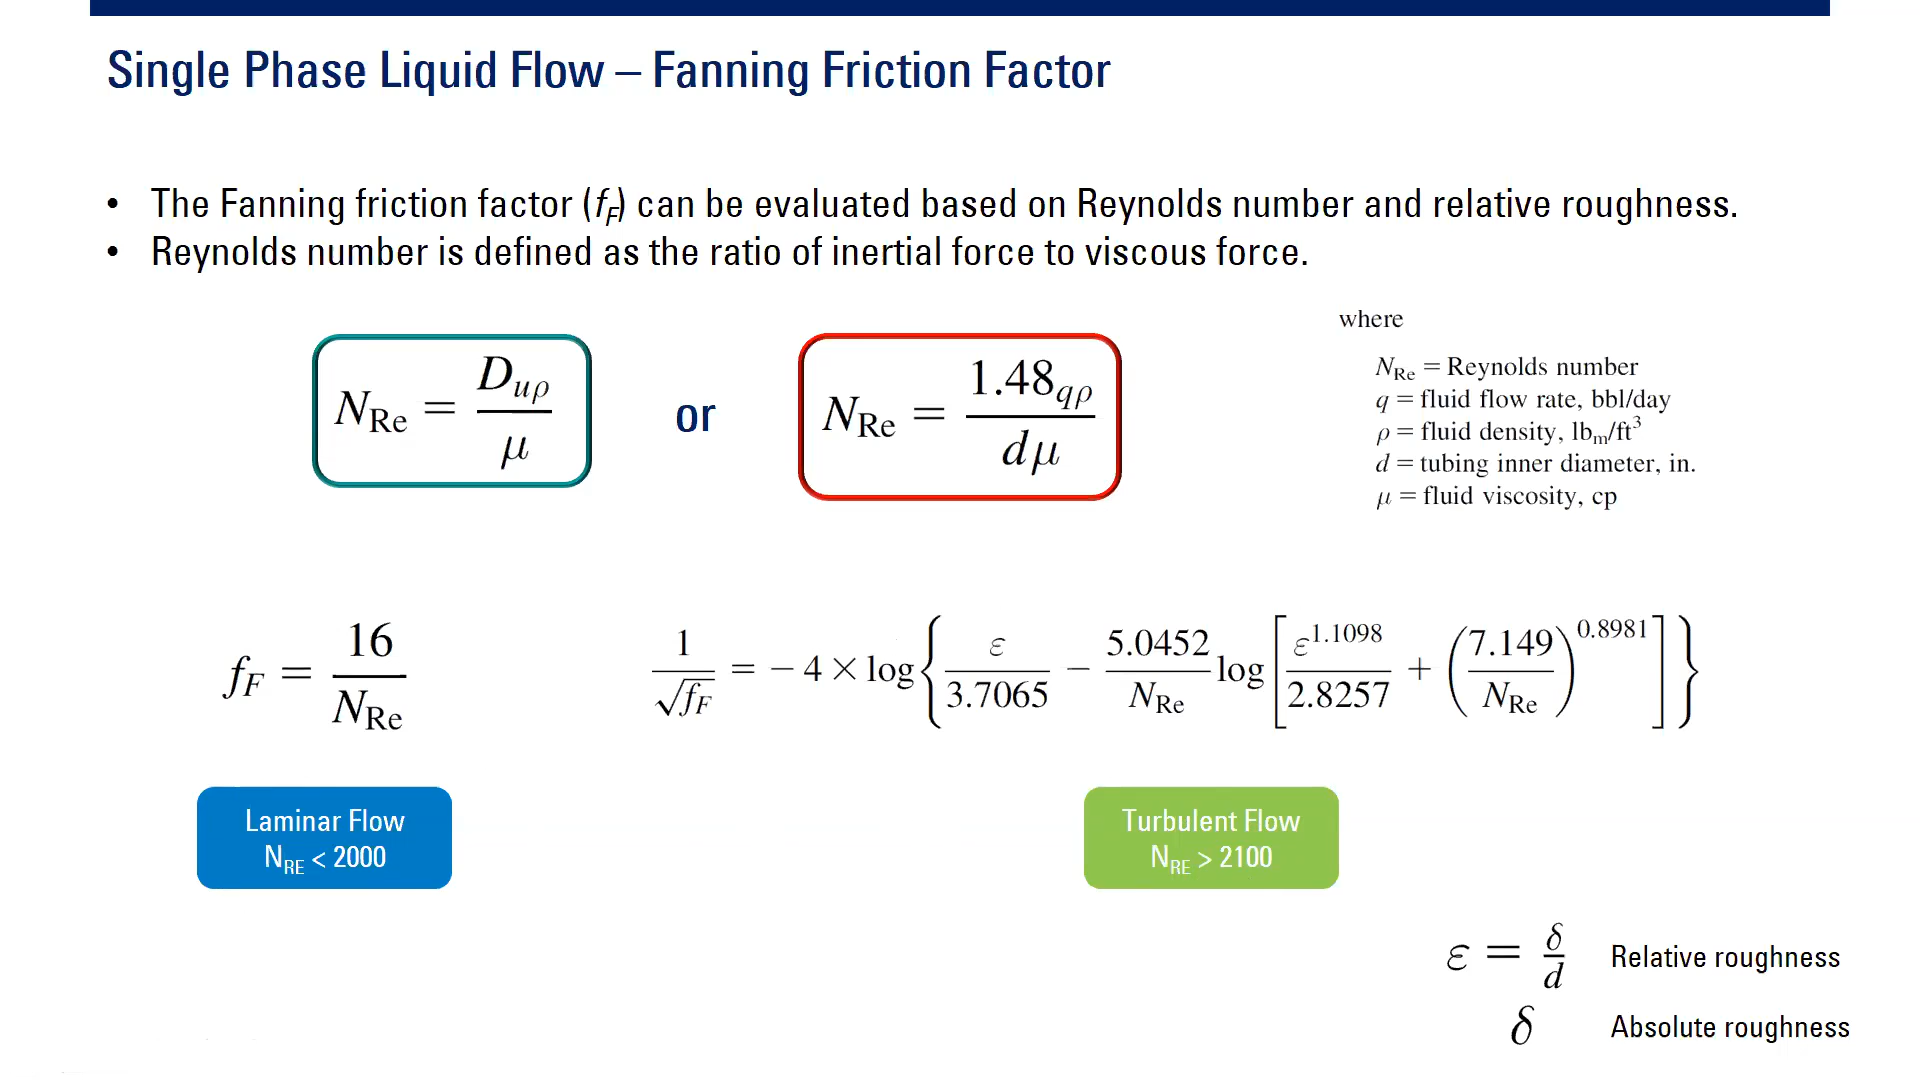 Single Phase Liquid Flow – Fanning Friction Factor
• The Fanning friction factor (f_F) can be evaluated based on Reynolds number and relative roughness.
• Reynolds number is defined as the ratio of inertial force to viscous force.
N_Re = Duρ / μ or N_Re = 1.48qρ / dμ
where
N_Re = Reynolds number
q = fluid flow rate, bbl/day
ρ = fluid density, lb_m/ft³
d = tubing inner diameter, in.
μ = fluid viscosity, cp
f_F = 16 / N_Re
1 / √f_F = − 4 × log{ ε / 3.7065 − 5.0452 / N_Re log[ ε^1.1098 / 2.8257 + (7.149 / N_Re)^0.8981 ] }
Laminar Flow
N_RE < 2000
Turbulent Flow
N_RE > 2100
ε = δ / d Relative roughness
δ Absolute roughness